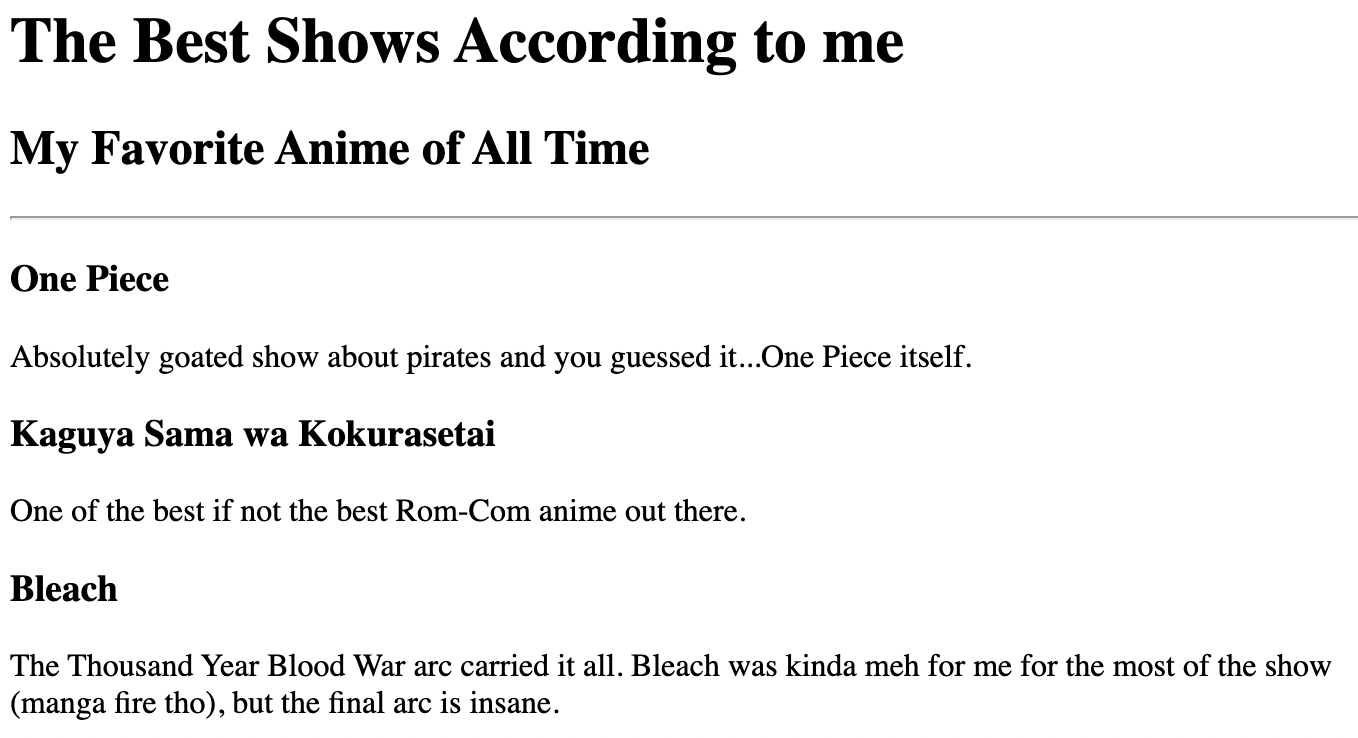 The Best Shows According to me
My Favorite Anime of All Time
One Piece
Absolutely goated show about pirates and you guessed it...One Piece itself.
Kaguya Sama wa Kokurasetai
One of the best if not the best Rom-Com anime out there.
Bleach
The Thousand Year Blood War arc carried it all. Bleach was kinda meh for me for the most of the show
(manga fire tho), but the final arc is insane.